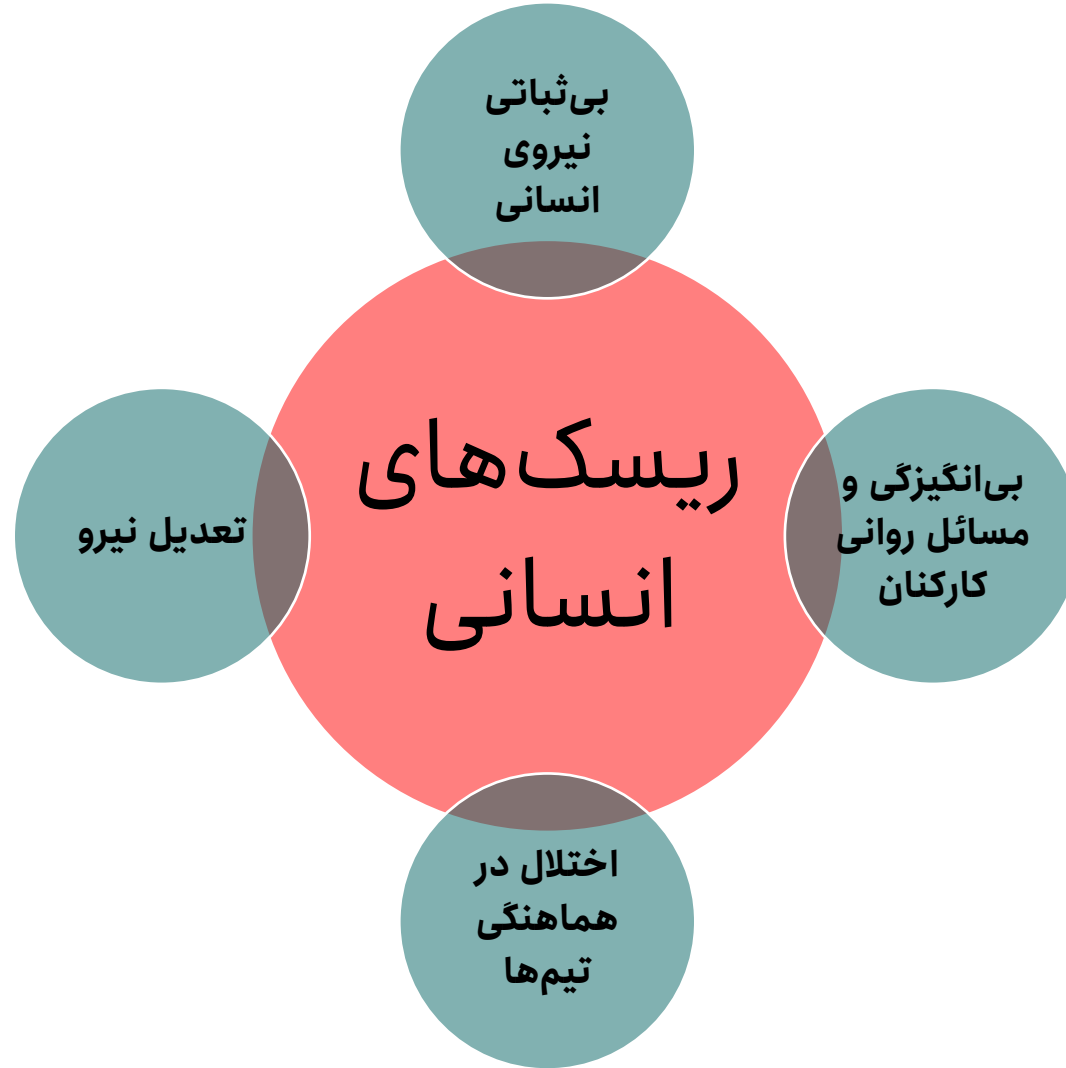 بی‌ثباتی
نیروی
انسانی
ریسک‌های
انسانی
بی‌انگیزگی و
مسائل روانی
کارکنان
تعدیل نیرو
اختلال در
هماهنگی
تیم‌ها